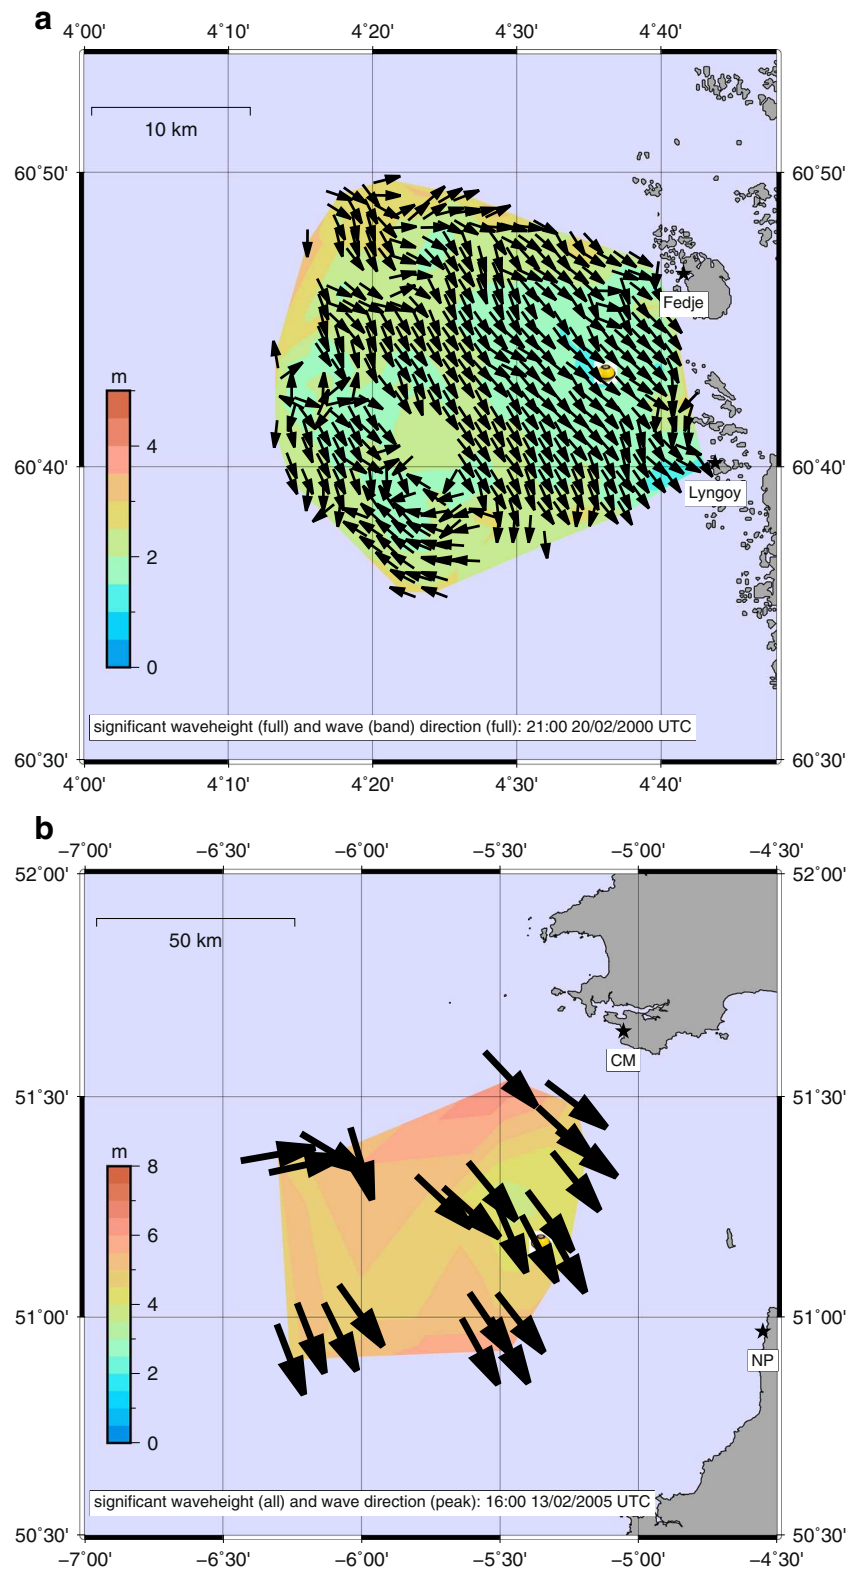 a
4°00' 4°10' 4°20' 4°30' 4°40'
10 km
60°50' 60°50'
Fedje
m
4
60°40' 60°40'
Lyngoy
2
0
significant waveheight (full) and wave (band) direction (full): 21:00 20/02/2000 UTC
60°30' 60°30'
4°00' 4°10' 4°20' 4°30' 4°40'
b
−7°00' −6°30' −6°00' −5°30' −5°00' −4°30'
52°00' 52°00'
50 km
CM
51°30' 51°30'
m
8
6
51°00' 51°00'
4
NP
2
0
significant waveheight (all) and wave direction (peak): 16:00 13/02/2005 UTC
50°30' 50°30'
−7°00' −6°30' −6°00' −5°30' −5°00' −4°30'